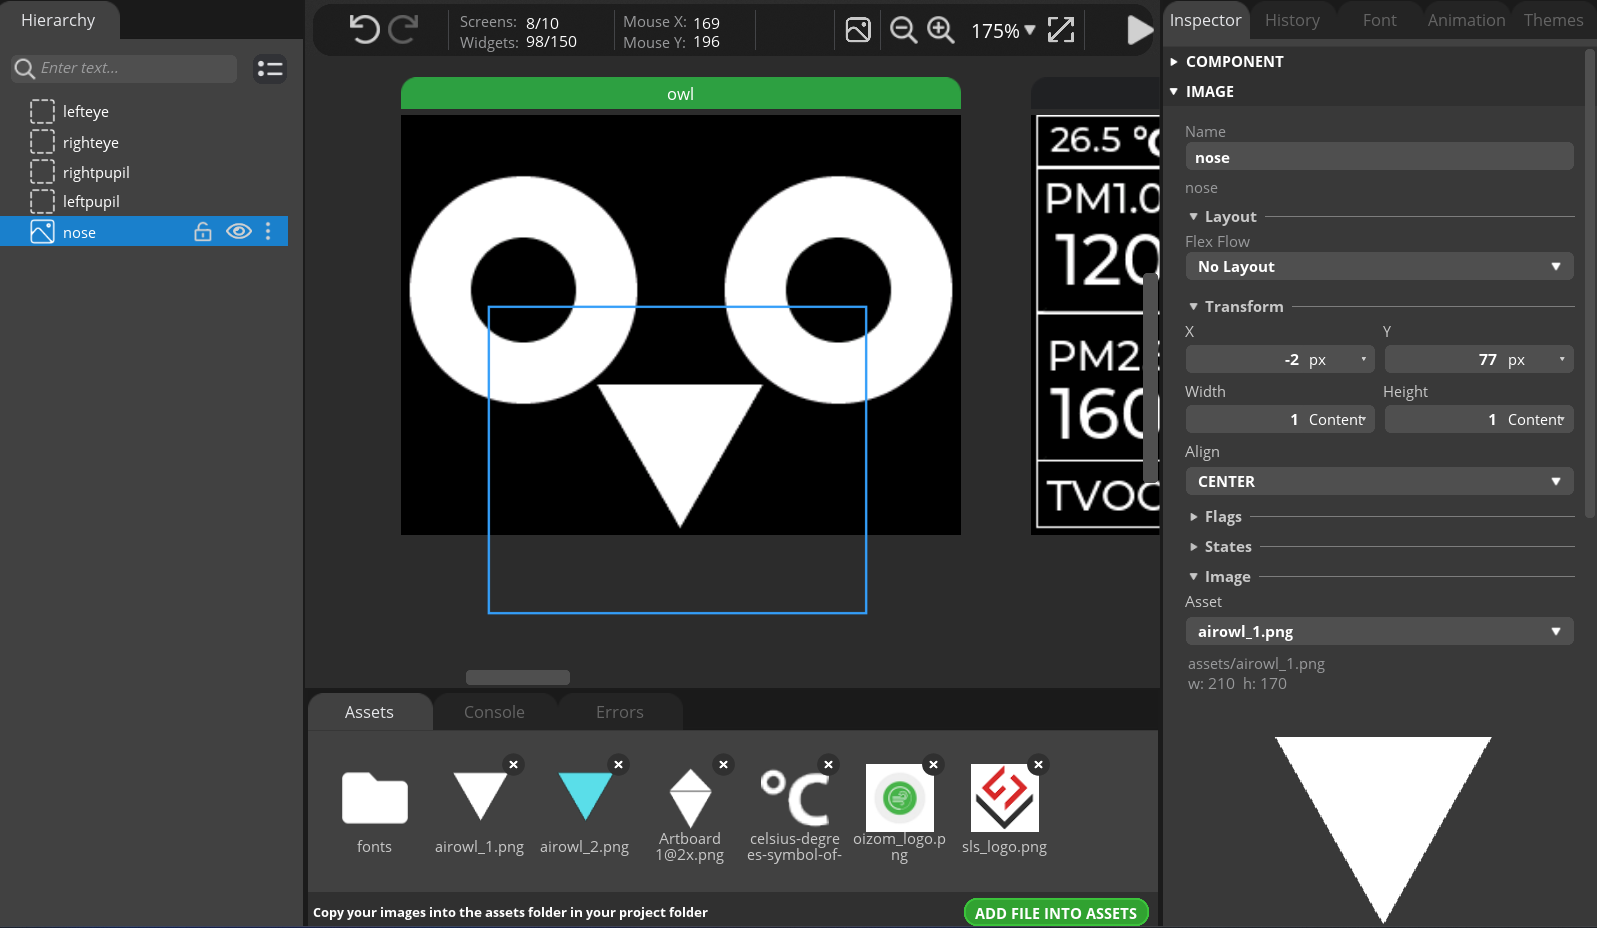 Hierarchy
Enter text...
lefteye
righteye
rightpupil
leftpupil
nose
Screens: 8/10
Widgets: 98/150
Mouse X: 169
Mouse Y: 196
175%
owl
26.5 °C
PM1.0
120
PM2.
160
TVOC
Assets
Console
Errors
fonts
airowl_1.png
airowl_2.png
Artboard
1@2x.png
°C
celsius-degre
es-symbol-of-
oizom_logo.p
ng
sls_logo.png
Copy your images into the assets folder in your project folder
ADD FILE INTO ASSETS
Inspector
History
Font
Animation
Themes
COMPONENT
IMAGE
Name
nose
nose
Layout
Flex Flow
No Layout
Transform
X
Y
-2 px
77 px
Width
Height
1 Content
1 Content
Align
CENTER
Flags
States
Image
Asset
airowl_1.png
assets/airowl_1.png
w: 210 h: 170